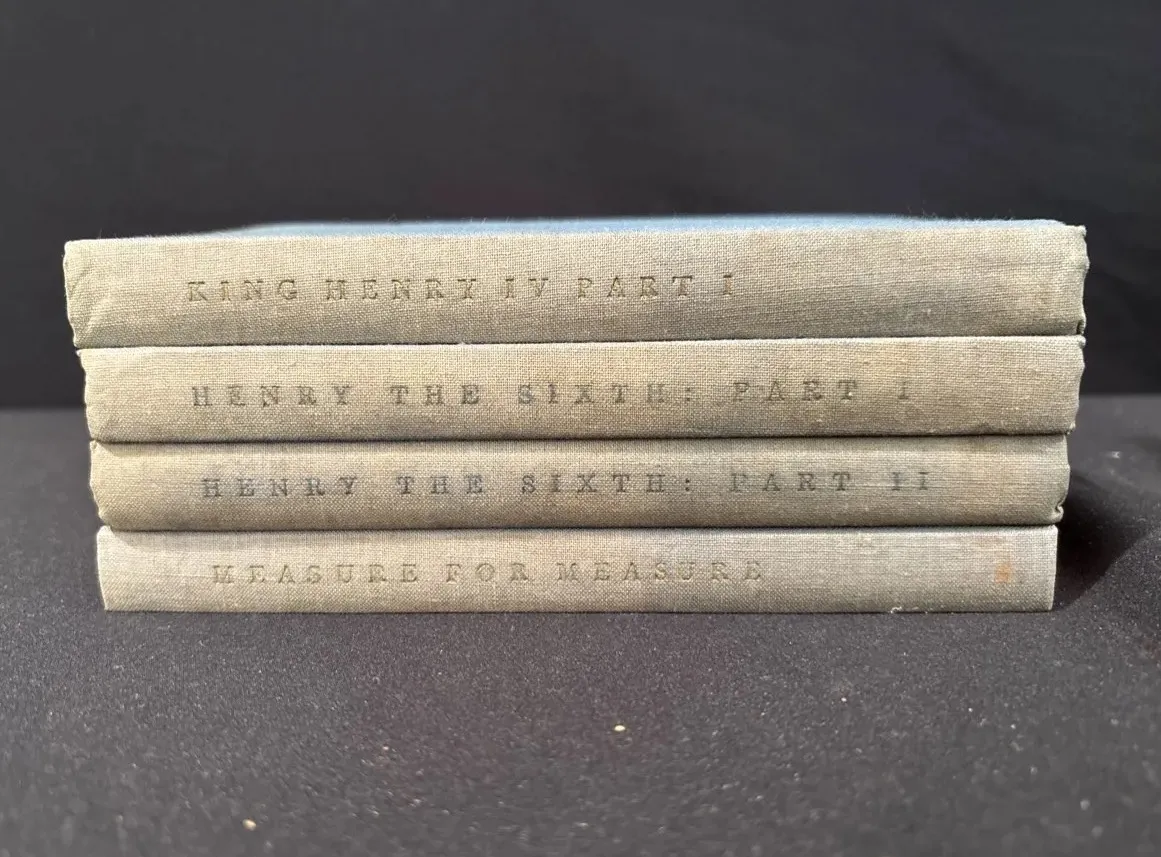 KING HENRY IV PART I
HENRY THE SIXTH: PART I
HENRY THE SIXTH: PART II
MEASURE FOR MEASURE